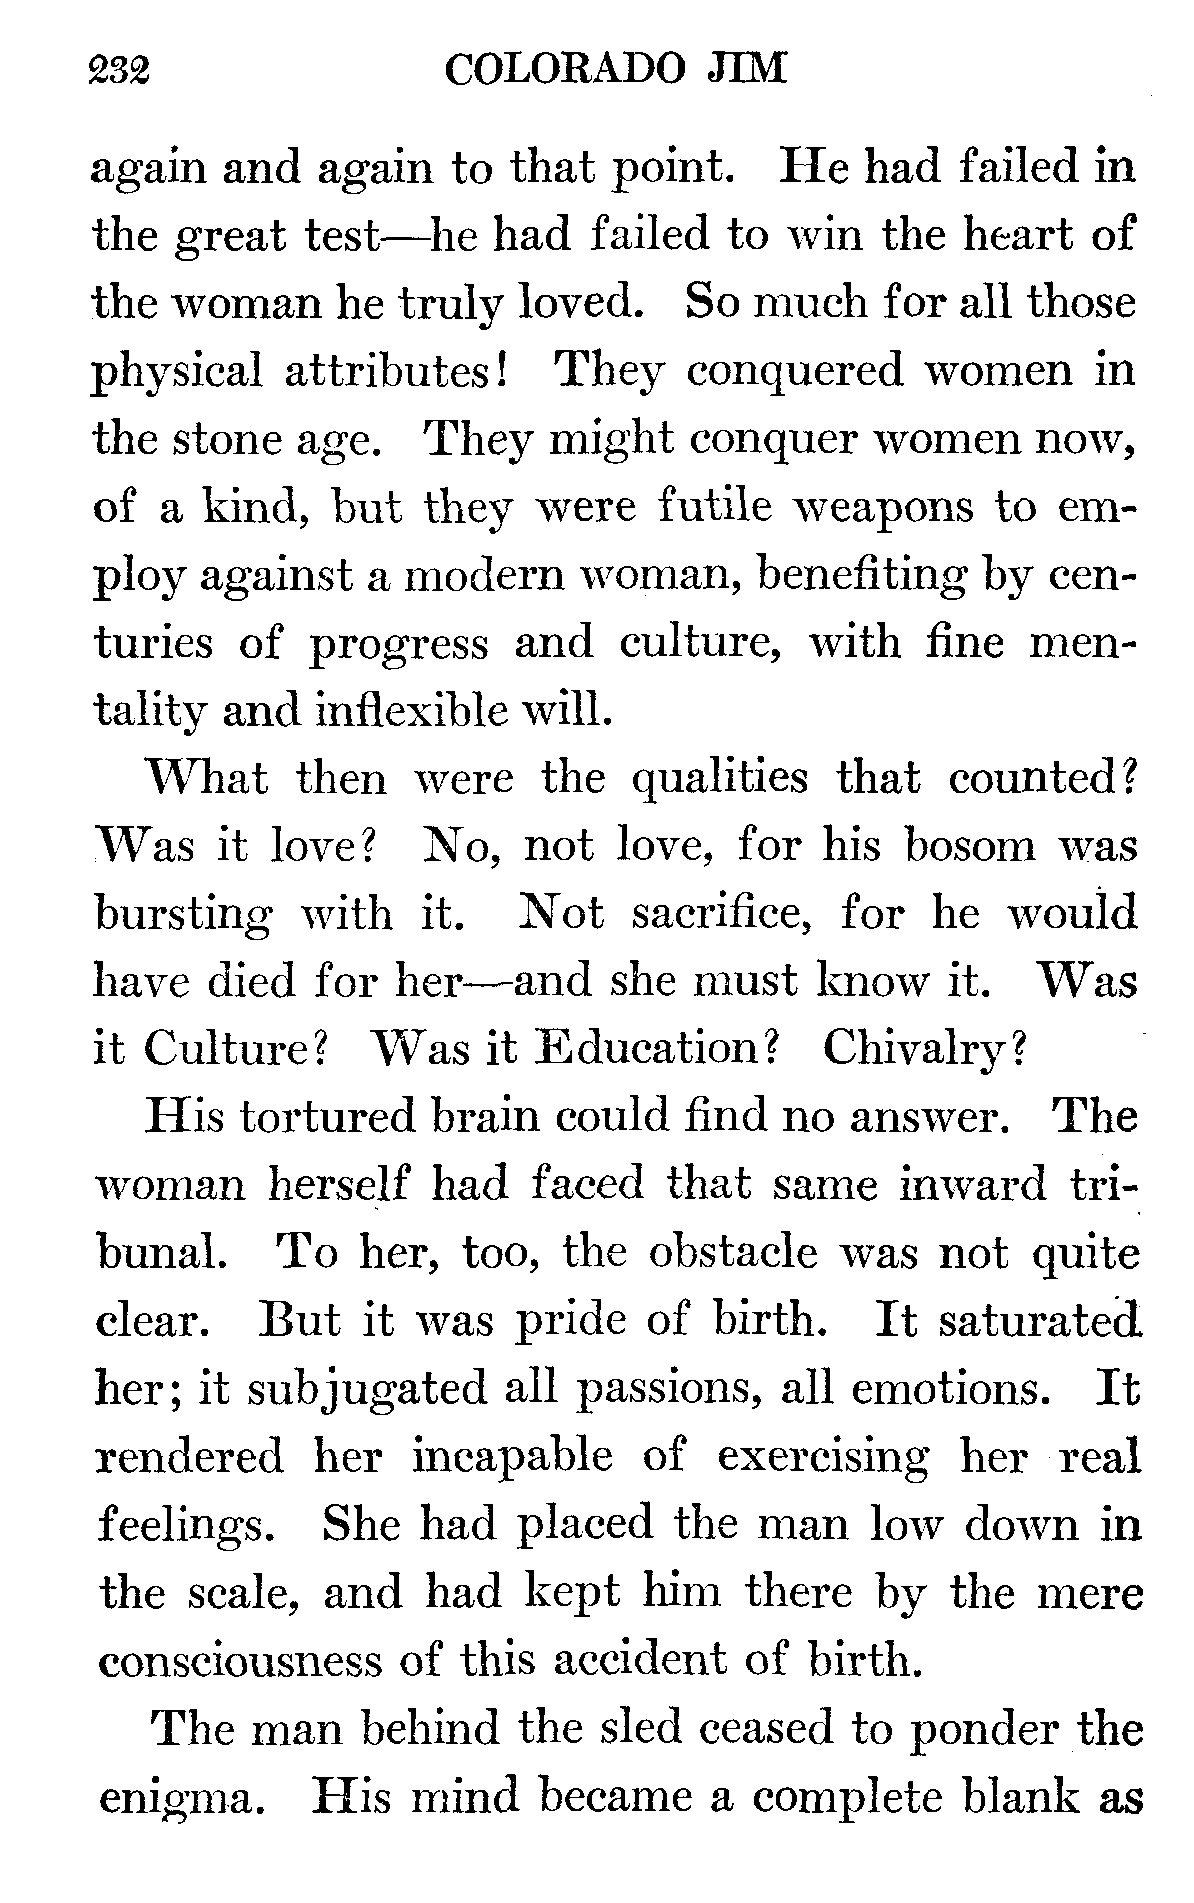 232 COLORADO JIM
again and again to that point. He had failed in
the great test—he had failed to win the heart of
the woman he truly loved. So much for all those
physical attributes! They conquered women in
the stone age. They might conquer women now,
of a kind, but they were futile weapons to em-
ploy against a modern woman, benefiting by cen-
turies of progress and culture, with fine men-
tality and inflexible will.
What then were the qualities that counted?
Was it love? No, not love, for his bosom was
bursting with it. Not sacrifice, for he would
have died for her—and she must know it. Was
it Culture? Was it Education? Chivalry?
His tortured brain could find no answer. The
woman herself had faced that same inward tri-
bunal. To her, too, the obstacle was not quite
clear. But it was pride of birth. It saturated
her; it subjugated all passions, all emotions. It
rendered her incapable of exercising her real
feelings. She had placed the man low down in
the scale, and had kept him there by the mere
consciousness of this accident of birth.
The man behind the sled ceased to ponder the
enigma. His mind became a complete blank as